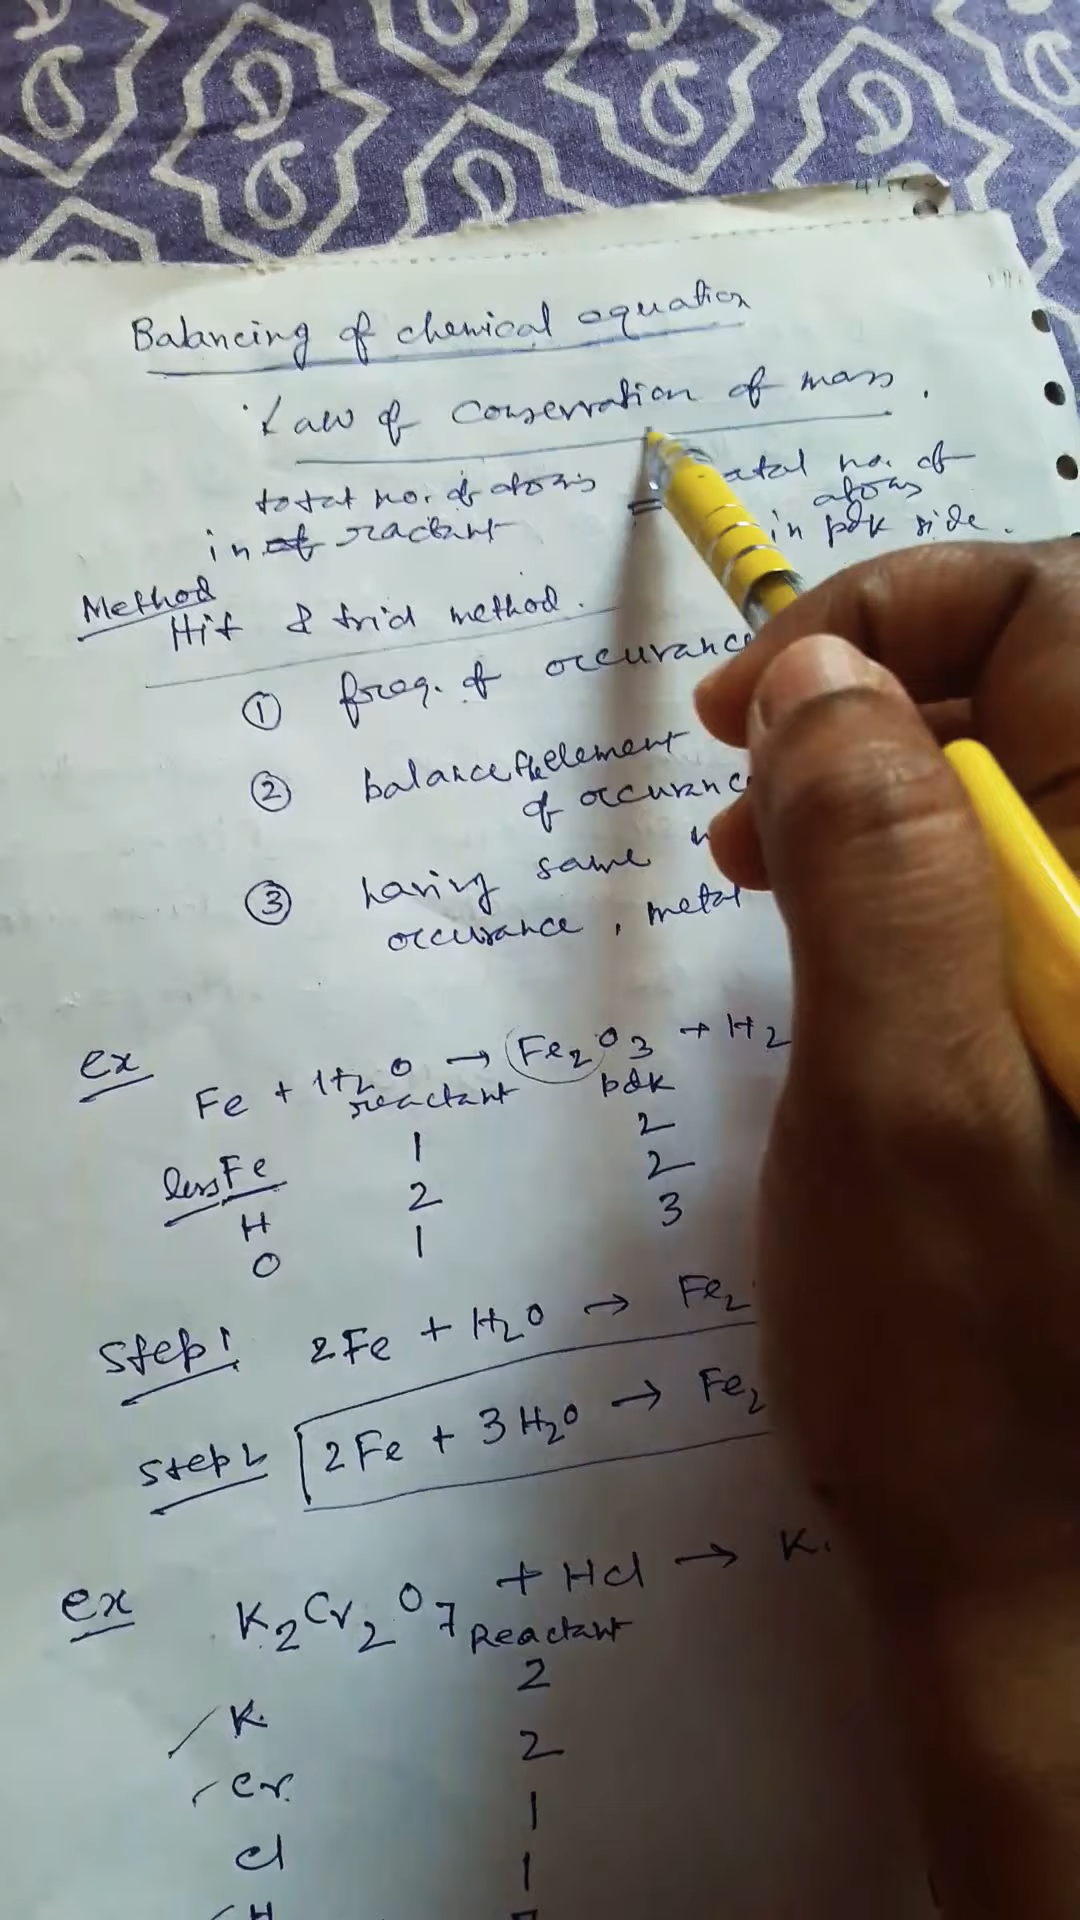 Balancing of chemical equation
Law of Conservation of mass.
total no. of atoms = total no. of atoms
in of ractant in pdk side.
Method
Hit & trid method.
① freq. of occurance
② balance the element
of occurance
③ having same
occurance, metal
ex Fe + H2O → Fe2O3 + H2
reactant pdk
less Fe 1 2
H 2 2
O 1 3
Step 1 2Fe + H2O → Fe2
Step 2 2Fe + 3H2O → Fe2
ex K2Cr2O7 + HCl → K
Reactant
K 2
Cr 2
Cl 1
H 1